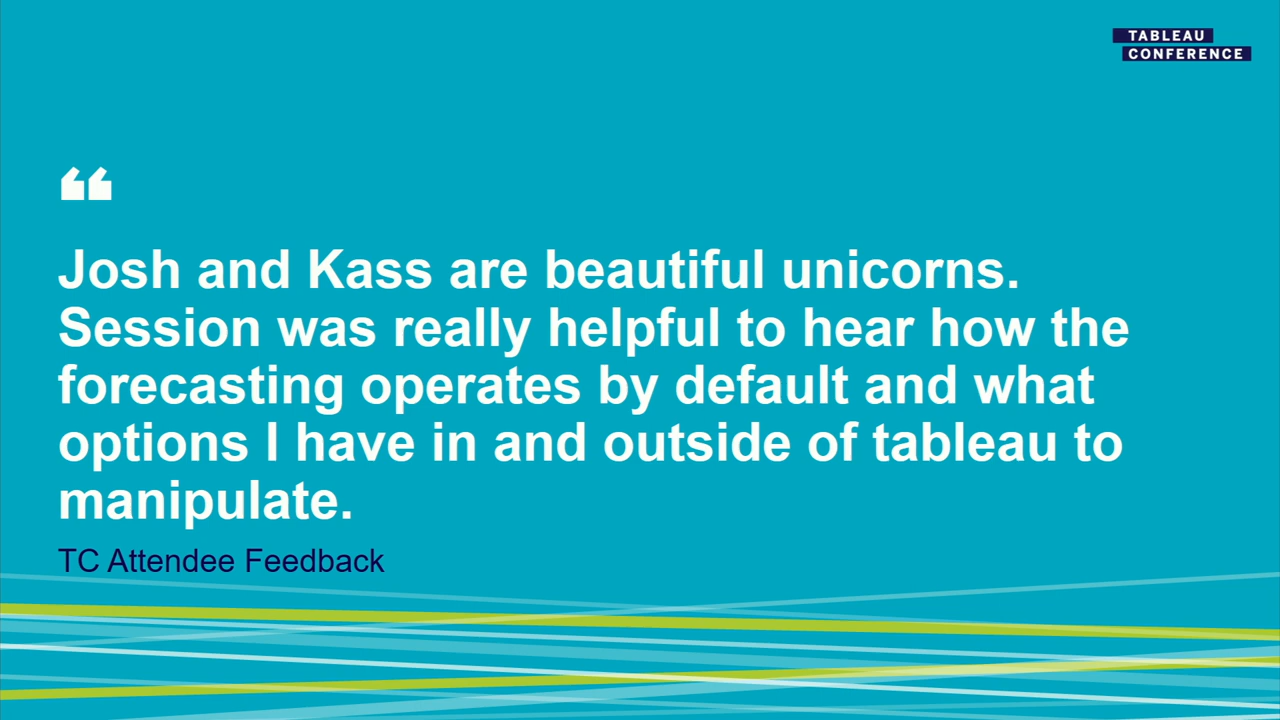 TABLEAU
CONFERENCE
“
Josh and Kass are beautiful unicorns.
Session was really helpful to hear how the
forecasting operates by default and what
options I have in and outside of tableau to
manipulate.
TC Attendee Feedback